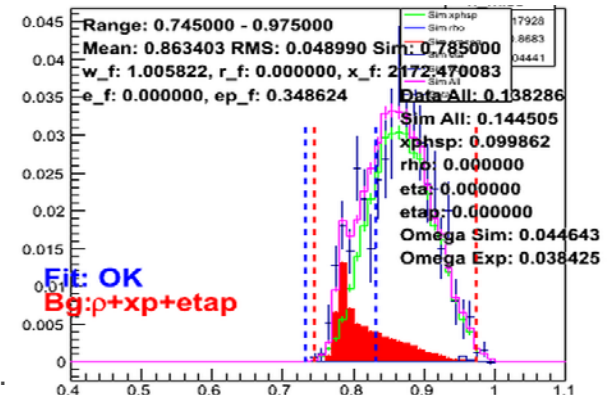 Range: 0.745000 - 0.975000
Mean: 0.863403 RMS: 0.048990 Sim: 0.785000
w_f: 1.005822, r_f: 0.000000, x_f: 2172.470083
e_f: 0.000000, ep_f: 0.348624
Sim xphsp
Sim rho
Sim All
17928
0.8683
04441
Data All: 0.138286
Sim All: 0.144505
xphsp: 0.099862
rho: 0.000000
eta: 0.000000
etap: 0.000000
Omega Sim: 0.044643
Omega Exp: 0.038425
Fit: OK
Bg:ρ+xp+etap
0.045
0.04
0.035
0.03
0.025
0.02
0.015
0.01
0.005
0
0.4 0.5 0.6 0.7 0.8 0.9 1 1.1